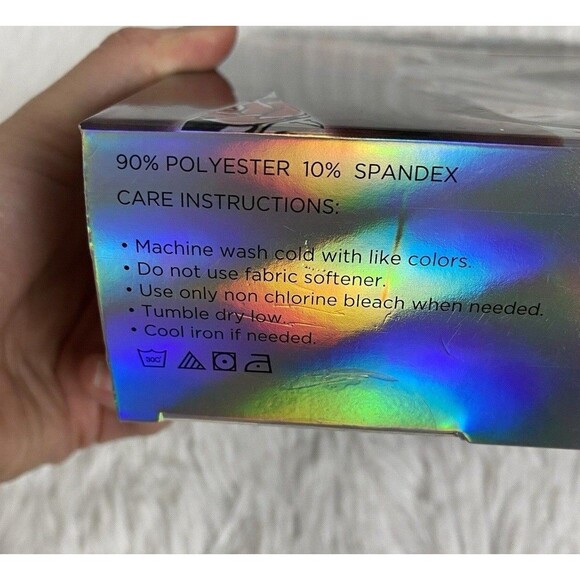 90% POLYESTER 10% SPANDEX
CARE INSTRUCTIONS:
• Machine wash cold with like colors.
• Do not use fabric softener.
• Use only non chlorine bleach when needed.
• Tumble dry low.
• Cool iron if needed.
30C